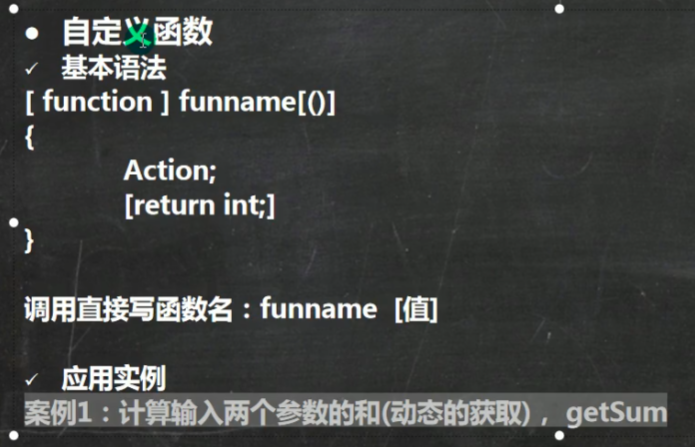 ● 自定义函数
✓ 基本语法
[ function ] funname[()]
{
Action;
[return int;]
}
调用直接写函数名：funname [值]
✓ 应用实例
案例1：计算输入两个参数的和(动态的获取)， getSum